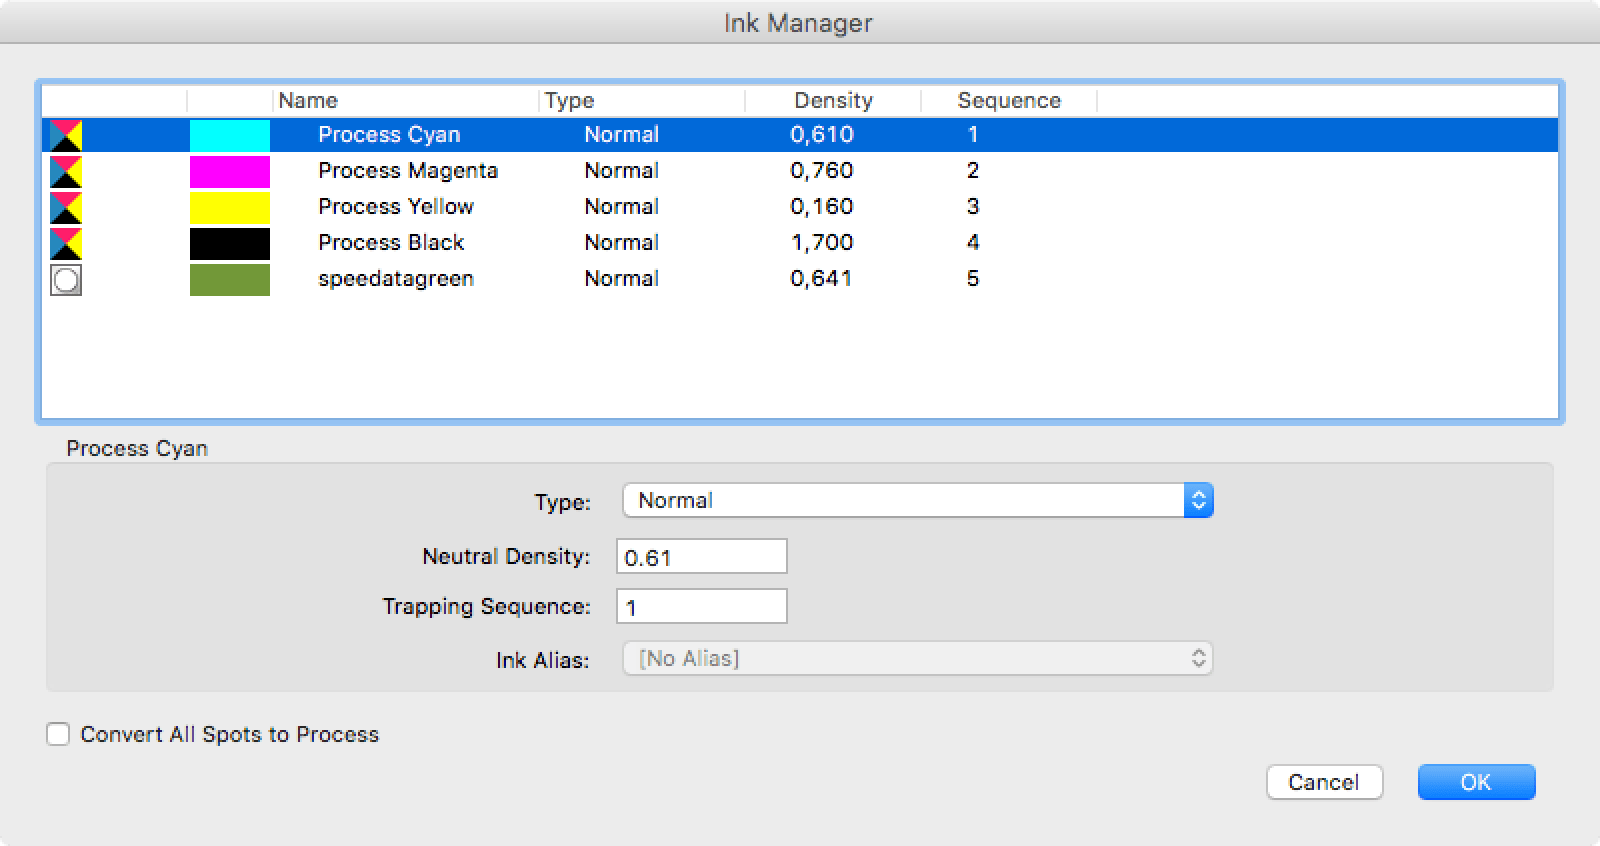 Ink Manager
Name Type Density Sequence
Process Cyan Normal 0,610 1
Process Magenta Normal 0,760 2
Process Yellow Normal 0,160 3
Process Black Normal 1,700 4
speedatagreen Normal 0,641 5
Process Cyan
Type: Normal
Neutral Density: 0.61
Trapping Sequence: 1
Ink Alias: [No Alias]
Convert All Spots to Process
Cancel OK